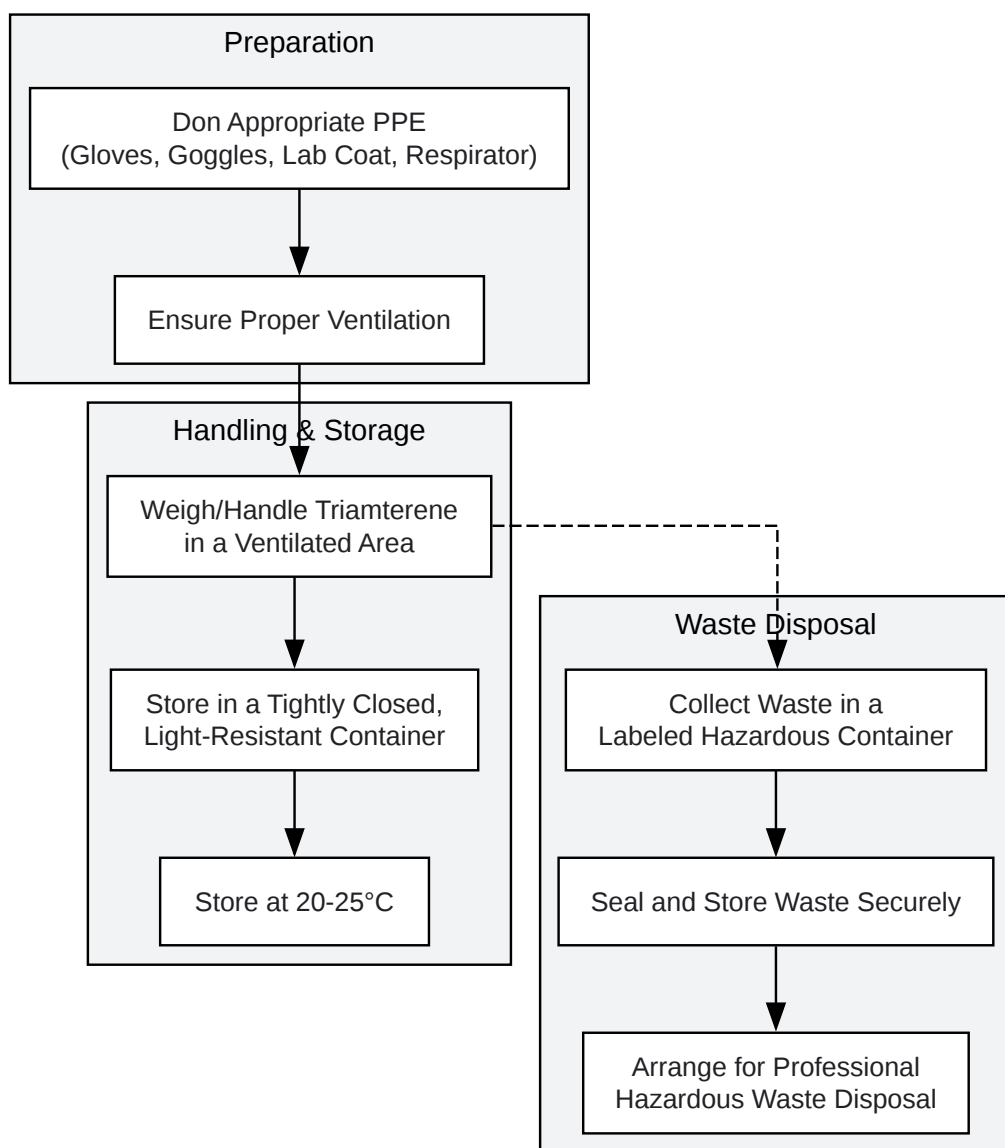 Preparation
Don Appropriate PPE
(Gloves, Goggles, Lab Coat, Respirator)
Ensure Proper Ventilation
Handling & Storage
Weigh/Handle Triamterene
in a Ventilated Area
Store in a Tightly Closed,
Light-Resistant Container
Store at 20-25°C
Waste Disposal
Collect Waste in a
Labeled Hazardous Container
Seal and Store Waste Securely
Arrange for Professional
Hazardous Waste Disposal